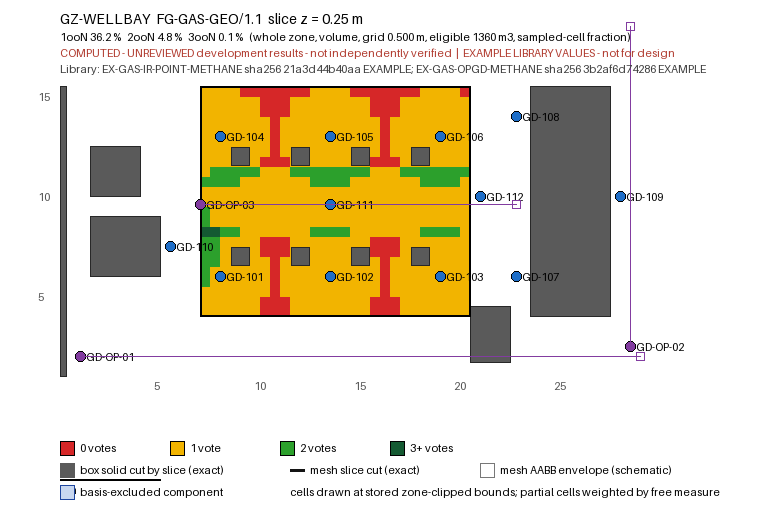 GZ-WELLBAY FG-GAS-GEO/1.1 slice z = 0.25 m
1ooN 36.2 % 2ooN 4.8 % 3ooN 0.1 % (whole zone, volume, grid 0.500 m, eligible 1360 m3, sampled-cell fraction)
COMPUTED - UNREVIEWED development results - not independently verified | EXAMPLE LIBRARY VALUES - not for design
Library: EX-GAS-IR-POINT-METHANE sha256 21a3d44b40aa EXAMPLE; EX-GAS-OPGD-METHANE sha256 3b2af6d74286 EXAMPLE
15
GD-108
GD-104 GD-105 GD-106
10
GD-112 GD-109
GD-OP-03 GD-111
GD-110
GD-101 GD-102 GD-103 GD-107
5
GD-OP-02
GD-OP-01
5 10 15 20 25
0 votes 1 vote 2 votes 3+ votes
box solid cut by slice (exact) mesh slice cut (exact) mesh AABB envelope (schematic)
basis-excluded component cells drawn at stored zone-clipped bounds; partial cells weighted by free measure